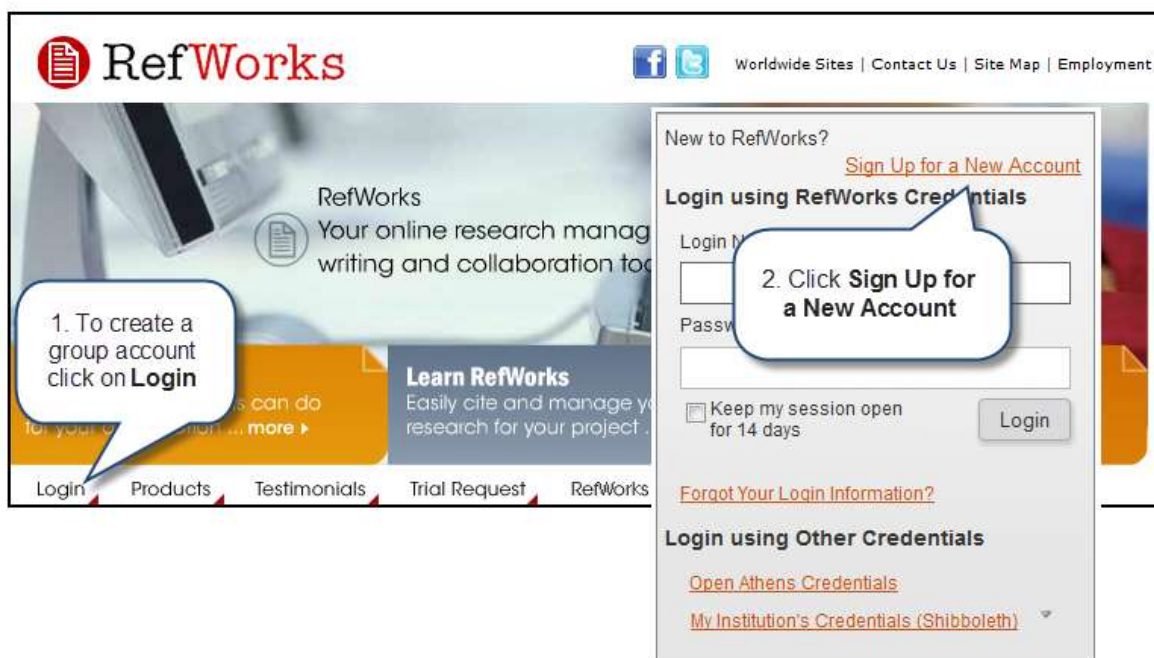 RefWorks
Worldwide Sites | Contact Us | Site Map | Employment
RefWorks
Your online research manag
writing and collaboration too
1. To create a
group account
click on Login
s can do
more ▸
Learn RefWorks
Easily cite and manage yo
research for your project .
Login
Products
Testimonials
Trial Request
RefWorks
New to RefWorks?
Sign Up for a New Account
Login using RefWorks Credentials
Login N
2. Click Sign Up for
a New Account
Passw
Keep my session open
for 14 days
Login
Forgot Your Login Information?
Login using Other Credentials
Open Athens Credentials
My Institution's Credentials (Shibboleth)